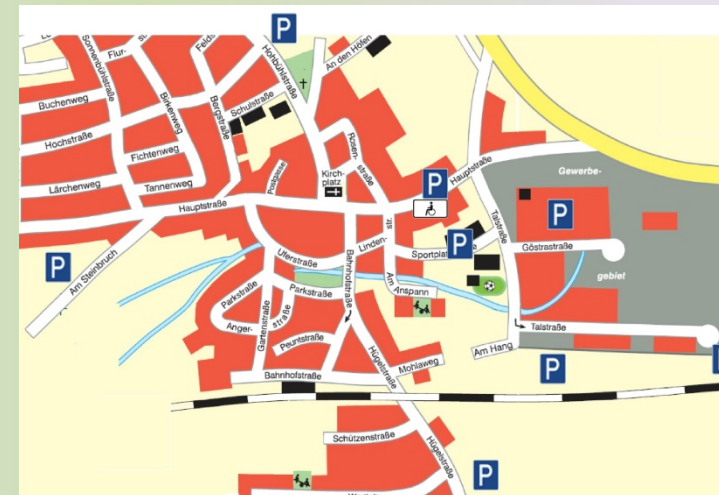 P
Sonnenbühlstraße
Flur-
Felds
Hohbühlstraße
An den Höfen
Buchenweg
Birkenweg
Bergstraße
Schulstraße
Hochstraße
Fichtenweg
Rosen-
straße
Lärchenweg
Tannenweg
Postgasse
Kirch-
platz
P
Hauptstraße
Gewerbe-
Hauptstraße
P
Am Steinbruch
P
Uferstraße
Linden-
str.
Sportplatz
P
Talstraße
Göstrastraße
gebiet
Bahnhofstraße
Parkstraße
Parkstraße
Am
Anspann
Anger-
straße
Gartenstraße
Peuntstraße
Talstraße
Am Hang
Hügelstraße
Mohlaweg
Bahnhofstraße
P
Schützenstraße
Hügelstraße
P